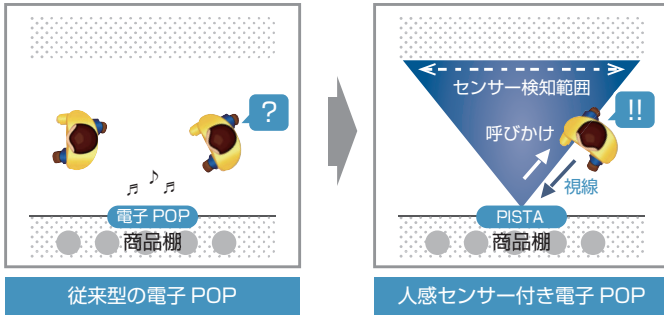 ?
電子 POP
商品棚
従来型の電子 POP
センサー検知範囲
!!
呼びかけ
視線
PISTA
商品棚
人感センサー付き電子 POP